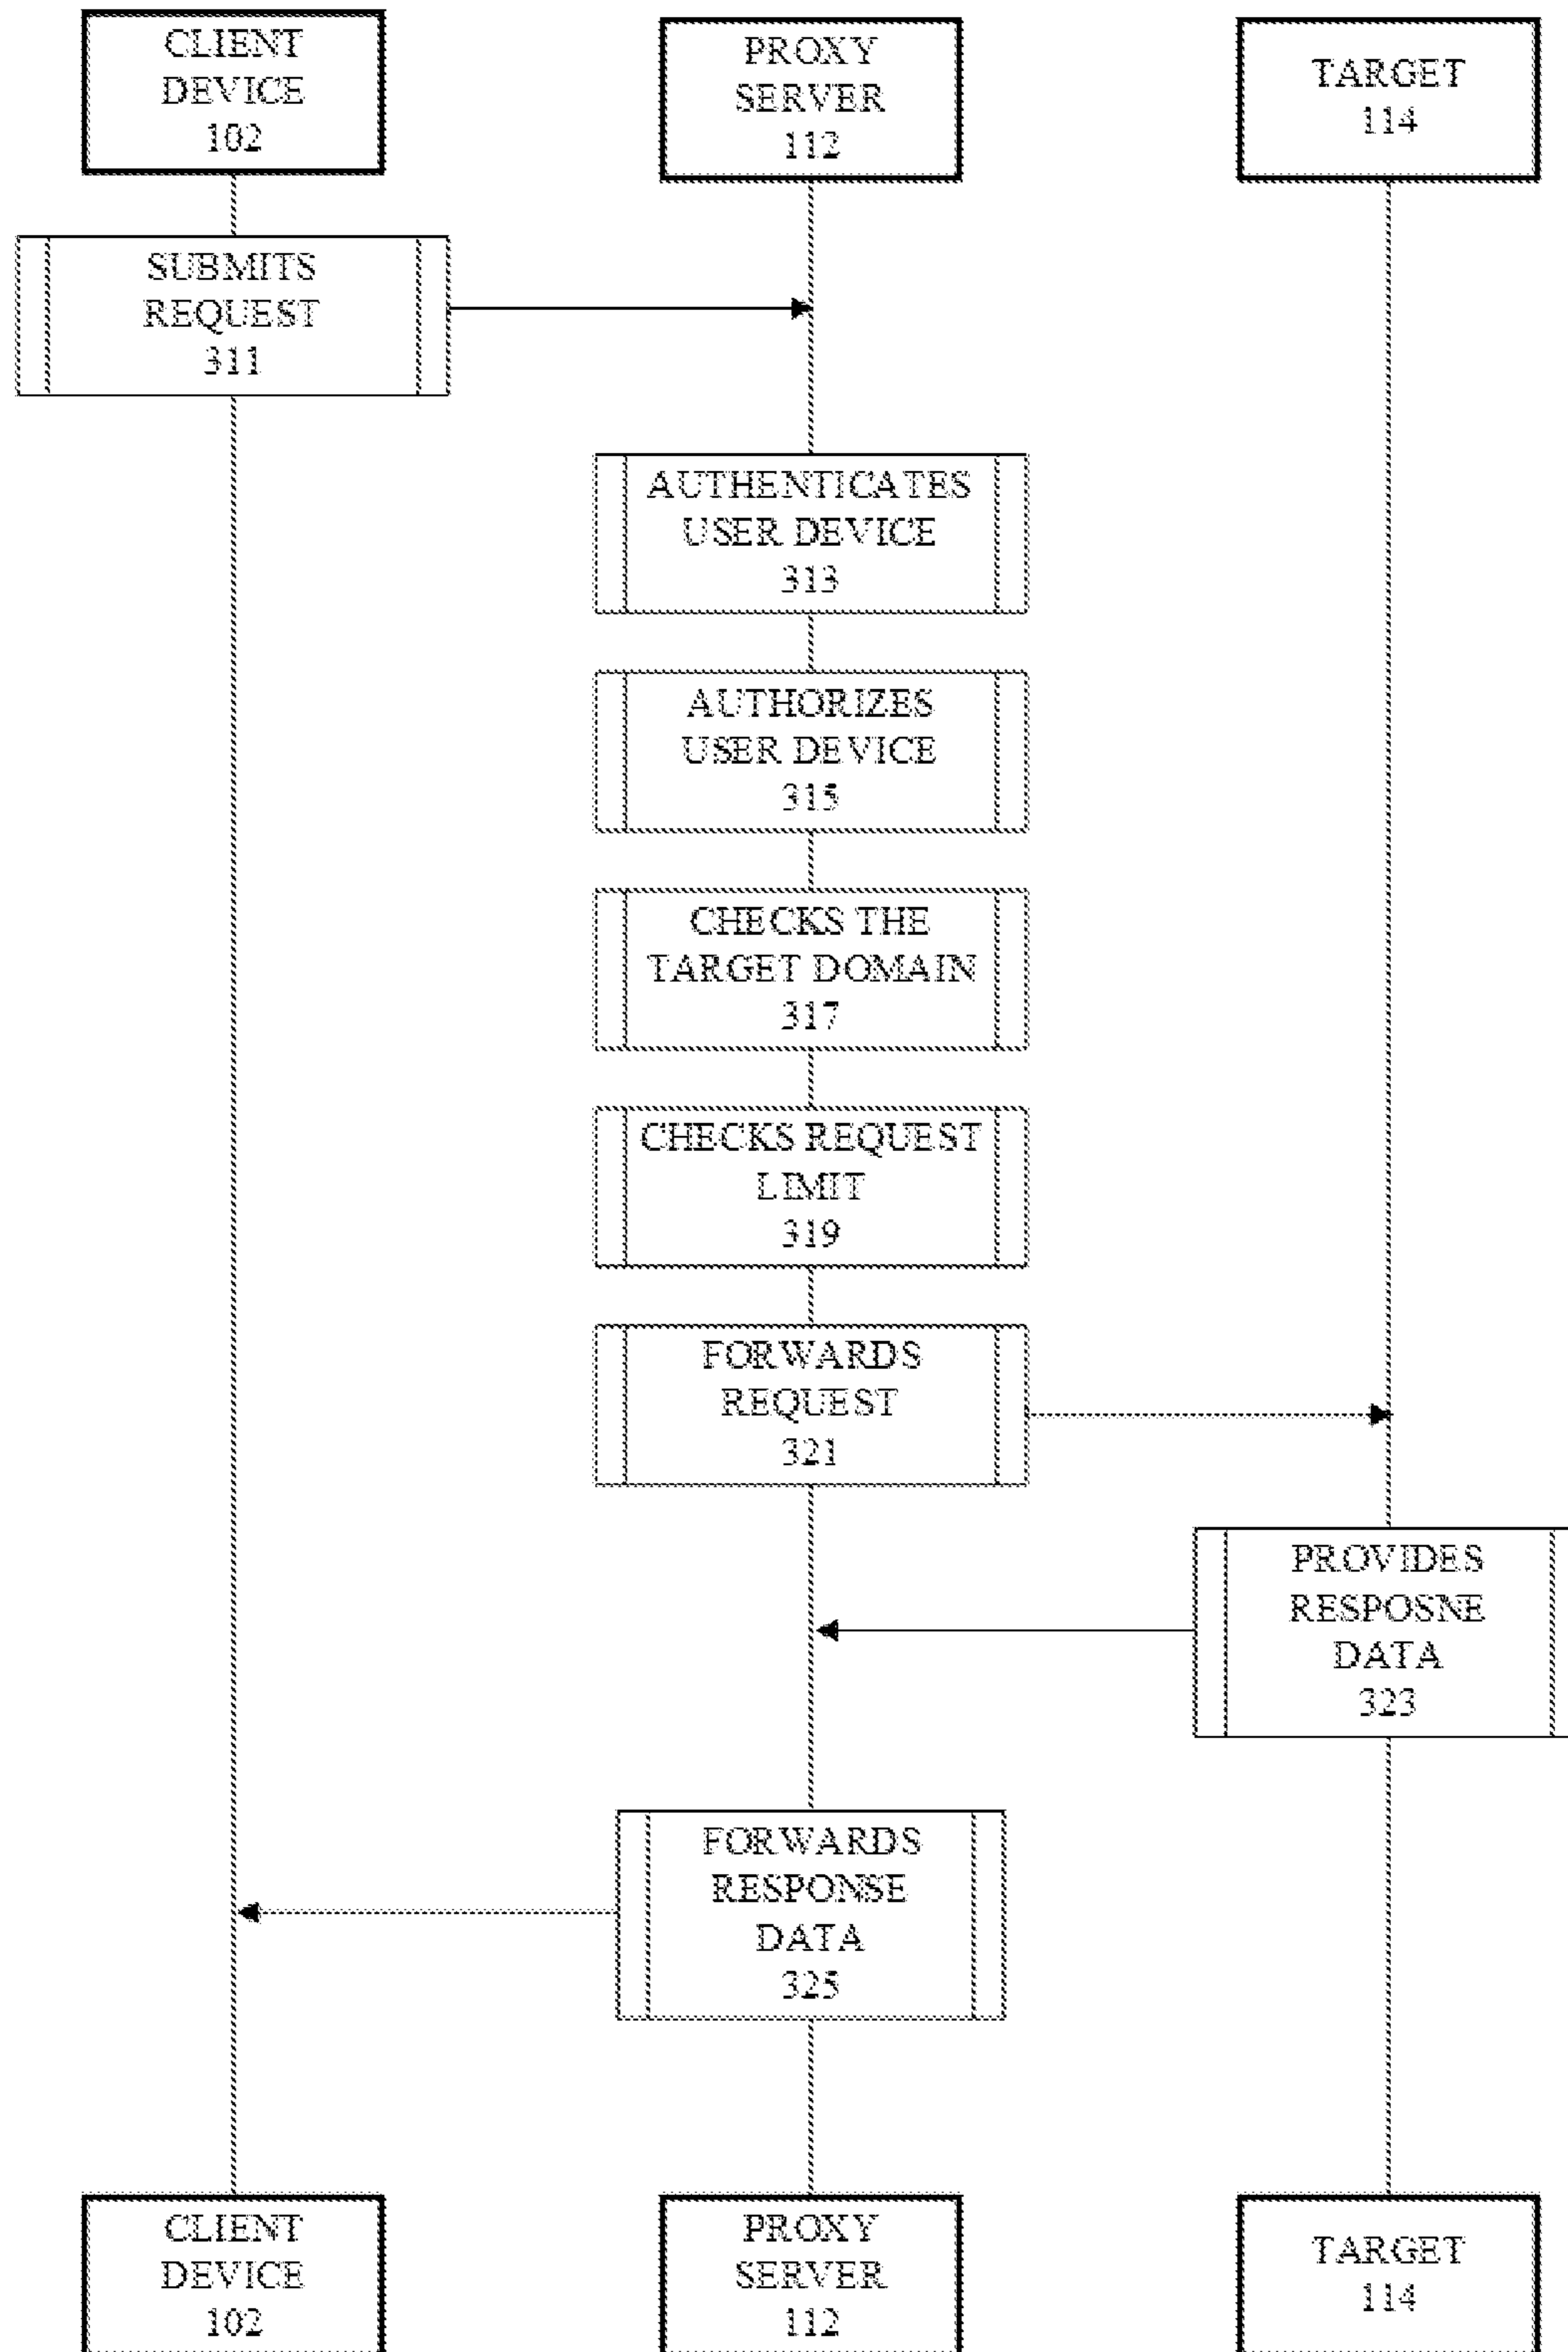 CLIENT
DEVICE
102
PROXY
SERVER
112
TARGET
114
SUBMITS
REQUEST
311
AUTHENTICATES
USER DEVICE
313
AUTHORIZES
USER DEVICE
315
CHECKS THE
TARGET DOMAIN
317
CHECKS REQUEST
LIMIT
319
FORWARDS
REQUEST
321
PROVIDES
RESPOSNE
DATA
323
FORWARDS
RESPONSE
DATA
325
CLIENT
DEVICE
102
PROXY
SERVER
112
TARGET
114